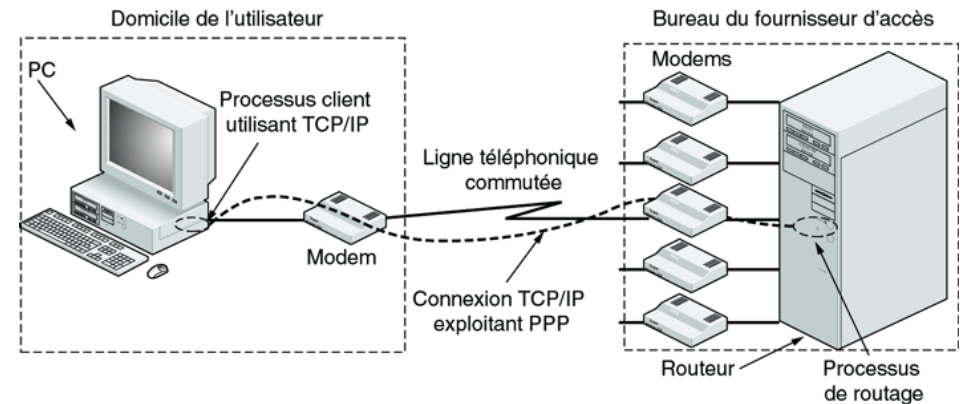 Domicile de l'utilisateur
Bureau du fournisseur d'accès
PC
Modems
Processus client
utilisant TCP/IP
Ligne téléphonique
commutée
Modem
Connexion TCP/IP
exploitant PPP
Routeur
Processus
de routage